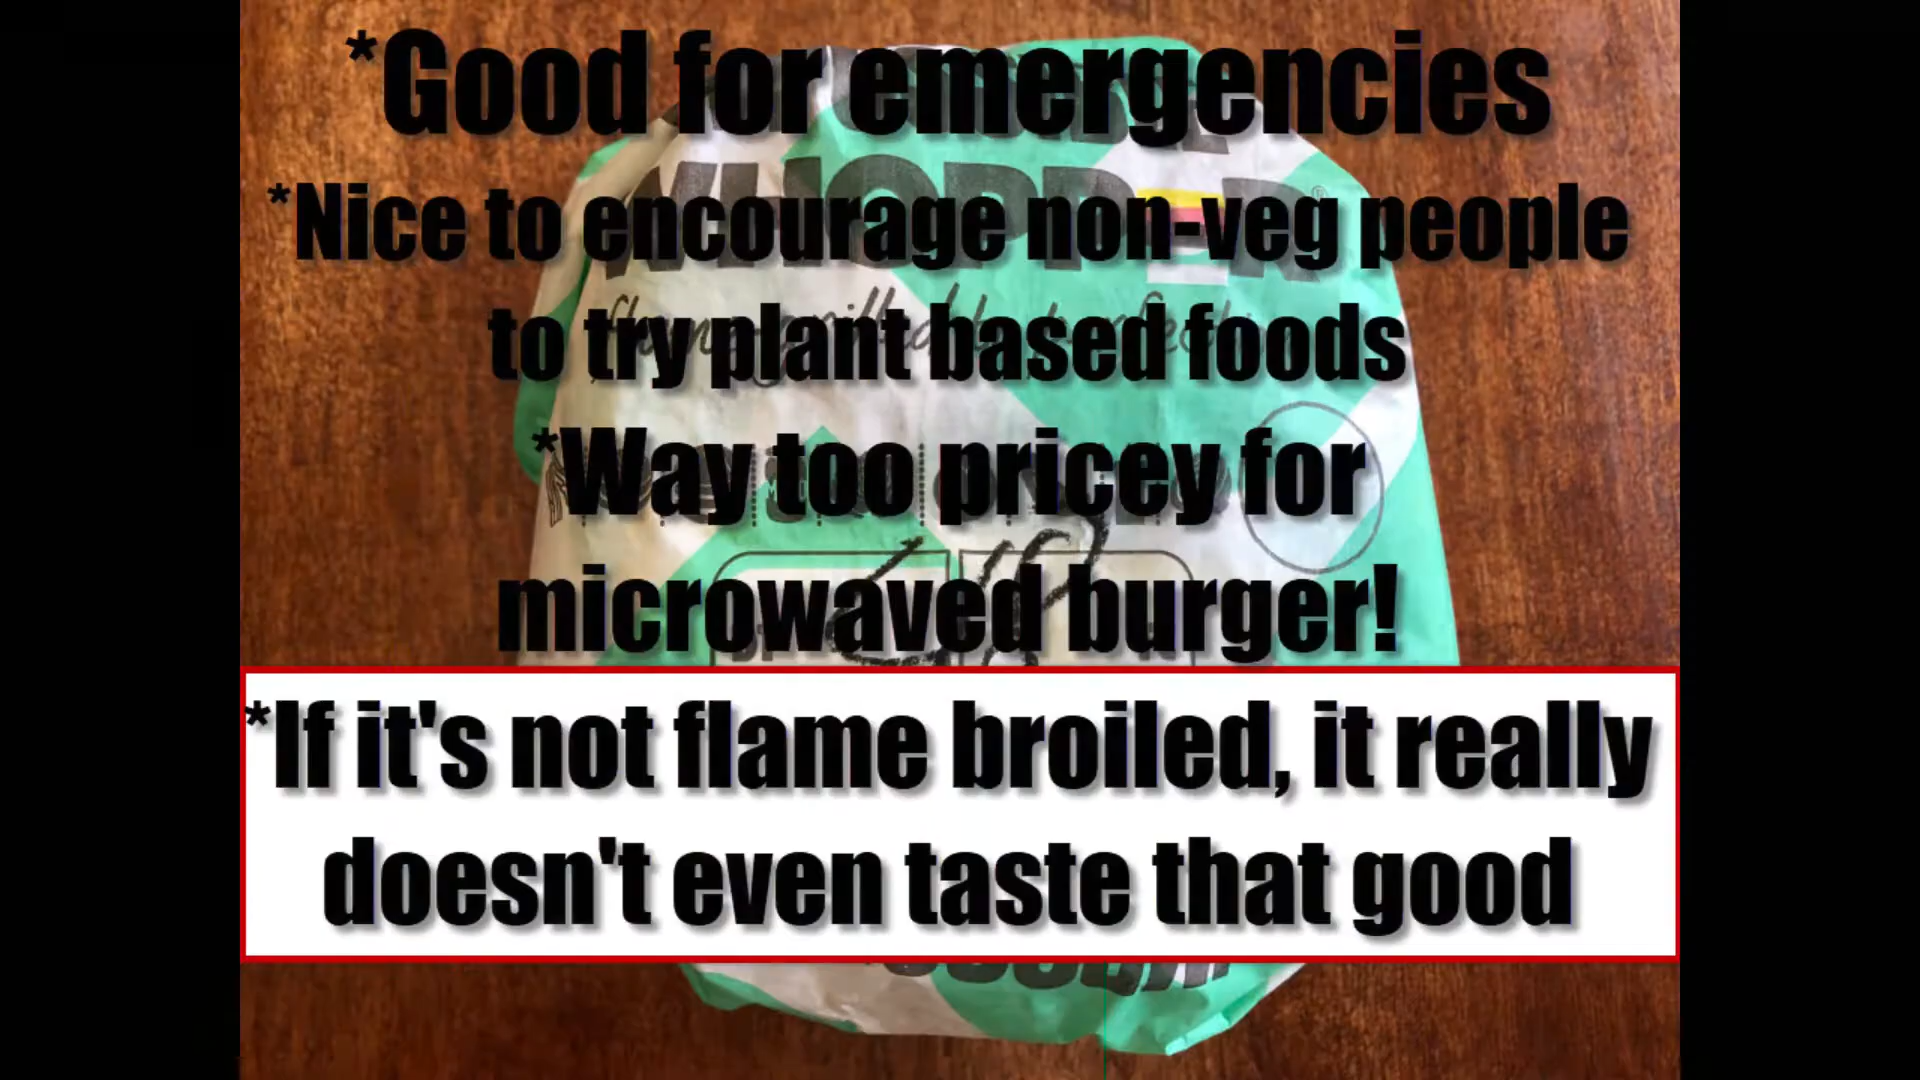 *Good for emergencies
*Nice to encourage non-veg people
to try plant based foods
*Way too pricey for
microwaved burger!
*If it's not flame broiled, it really
doesn't even taste that good
WHOPPER